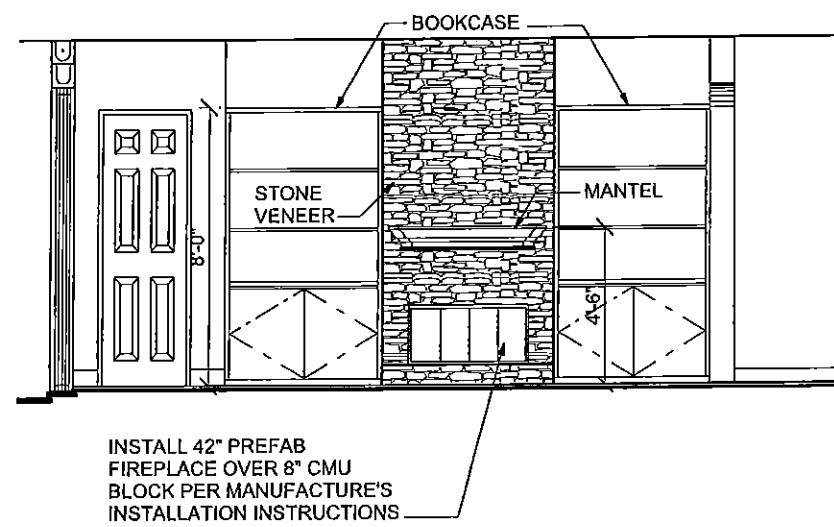 BOOKCASE
STONE
VENEER
MANTEL
8'-0"
4'-6"
INSTALL 42" PREFAB
FIREPLACE OVER 8" CMU
BLOCK PER MANUFACTURE'S
INSTALLATION INSTRUCTIONS